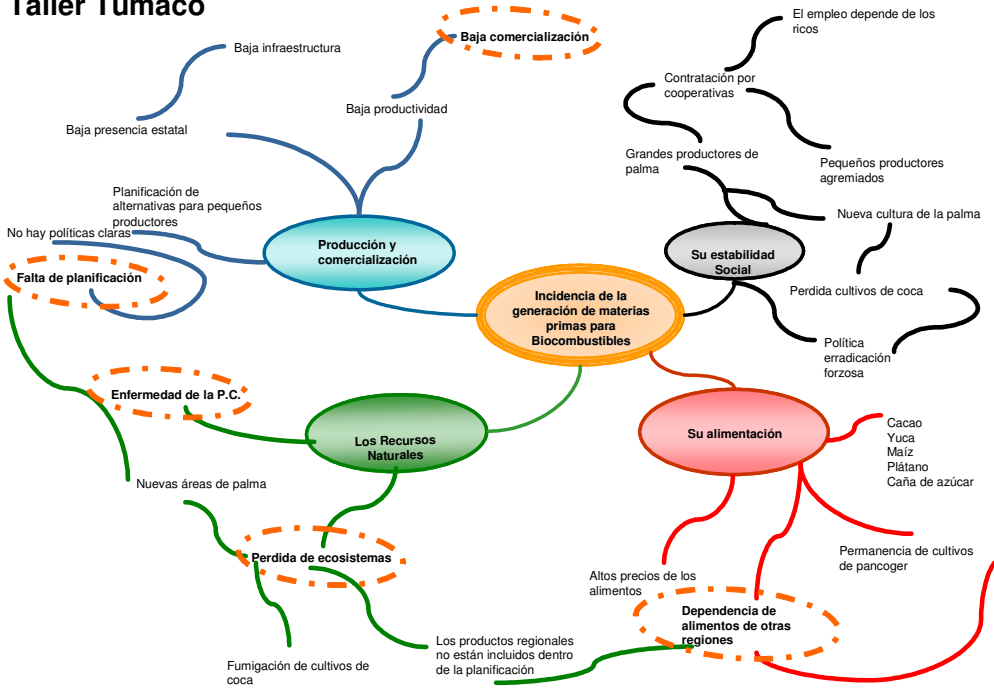 Taller Tumaco
Baja infraestructura
Baja comercialización
El empleo depende de los
ricos
Contratación por
cooperativas
Baja productividad
Baja presencia estatal
Grandes productores de
palma
Pequeños productores
agremiados
Planificación de
alternativas para pequeños
productores
Nueva cultura de la palma
No hay políticas claras
Producción y
comercialización
Su estabilidad
Social
Falta de planificación
Incidencia de la
generación de materias
primas para
Biocombustibles
Perdida cultivos de coca
Política
erradicación
forzosa
Enfermedad de la P.C.
Los Recursos
Naturales
Su alimentación
Cacao
Yuca
Maíz
Plátano
Caña de azúcar
Nuevas áreas de palma
Perdida de ecosistemas
Permanencia de cultivos
de pancoger
Altos precios de los
alimentos
Dependencia de
alimentos de otras
regiones
Los productos regionales
no están incluidos dentro
de la planificación
Fumigación de cultivos de
coca